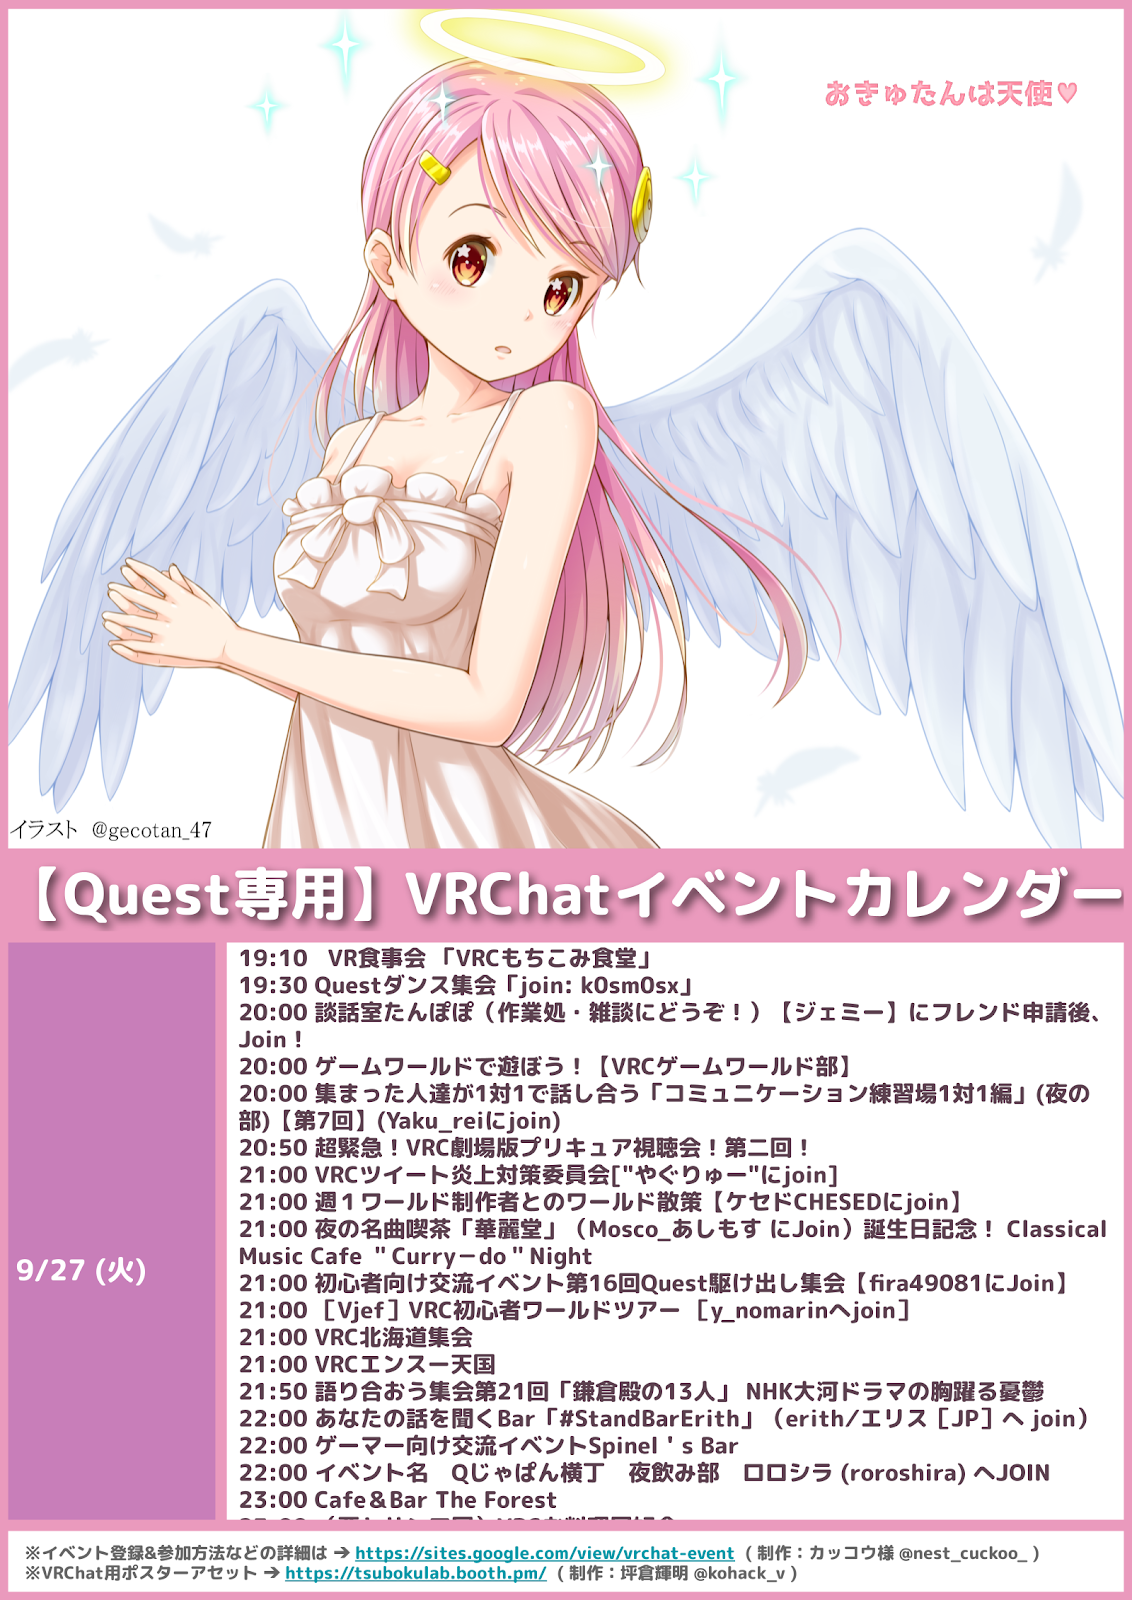 おきゅたんは天使♥
イラスト @gecotan_47
【Quest専用】VRChatイベントカレンダー
9/27 (火)
19:10　VR食事会 「VRCもちこみ食堂」
19:30 Questダンス集会「join: k0sm0sx」
20:00 談話室たんぽぽ（作業処・雑談にどうぞ！）【ジェミー】にフレンド申請後、
Join！
20:00 ゲームワールドで遊ぼう！【VRCゲームワールド部】
20:00 集まった人達が1対1で話し合う「コミュニケーション練習場1対1編」(夜の
部)【第7回】(Yaku_reiにjoin)
20:50 超緊急！VRC劇場版プリキュア視聴会！第二回！
21:00 VRCツイート炎上対策委員会["やぐりゅー"にjoin]
21:00 週１ワールド制作者とのワールド散策【ケセドCHESEDにjoin】
21:00 夜の名曲喫茶「華麗堂」（Mosco_あしもす にJoin）誕生日記念！ Classical
Music Cafe ＂Curry－do＂Night
21:00 初心者向け交流イベント第16回Quest駆け出し集会【fira49081にJoin】
21:00 ［Vjef］VRC初心者ワールドツアー ［y_nomarinへjoin］
21:00 VRC北海道集会
21:00 VRCエンスー天国
21:50 語り合おう集会第21回「鎌倉殿の13人」 NHK大河ドラマの胸躍る憂鬱
22:00 あなたの話を聞くBar「#StandBarErith」（erith/エリス［JP］へ join）
22:00 ゲーマー向け交流イベントSpinel＇s Bar
22:00 イベント名　Qじゃぱん横丁　夜飲み部　ロロシラ (roroshira) へJOIN
23:00 Cafe＆Bar The Forest
※イベント登録&参加方法などの詳細は ➔ https://sites.google.com/view/vrchat-event （ 制作：カッコウ様 @nest_cuckoo_ ）
※VRChat用ポスターアセット ➔ https://tsubokulab.booth.pm/ （ 制作：坪倉輝明 @kohack_v ）